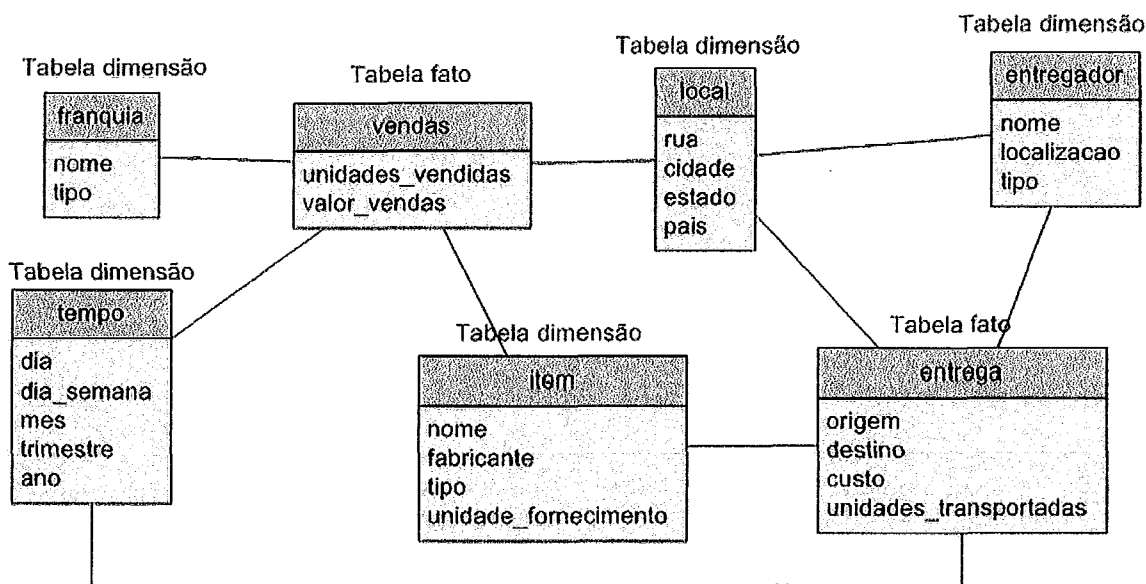 Tabela dimensão
franquia
nome
tipo
Tabela fato
vendas
unidades_vendidas
valor_vendas
Tabela dimensão
local
rua
cidade
estado
pais
Tabela dimensão
entregador
nome
localizacao
tipo
Tabela dimensão
tempo
dia
dia_semana
mes
trimestre
ano
Tabela dimensão
item
nome
fabricante
tipo
unidade_fornecimento
Tabela fato
entrega
origem
destino
custo
unidades_transportadas